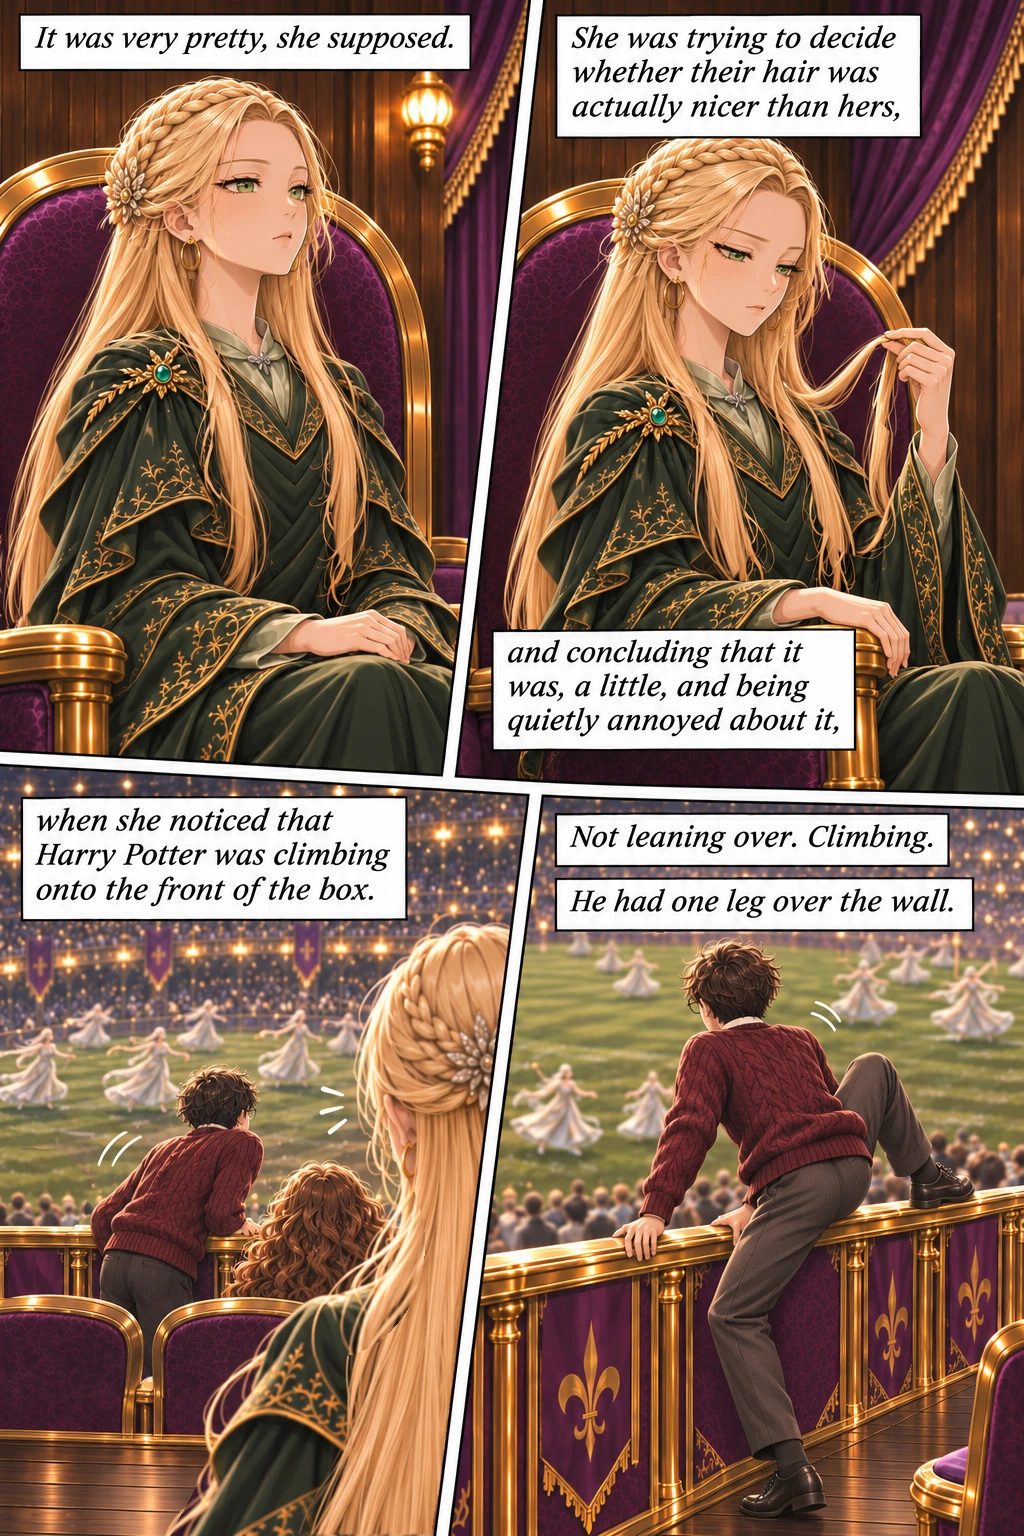 It was very pretty, she supposed.
She was trying to decide
whether their hair was
actually nicer than hers,
and concluding that it
was, a little, and being
quietly annoyed about it,
when she noticed that
Harry Potter was climbing
onto the front of the box.
Not leaning over. Climbing.
He had one leg over the wall.